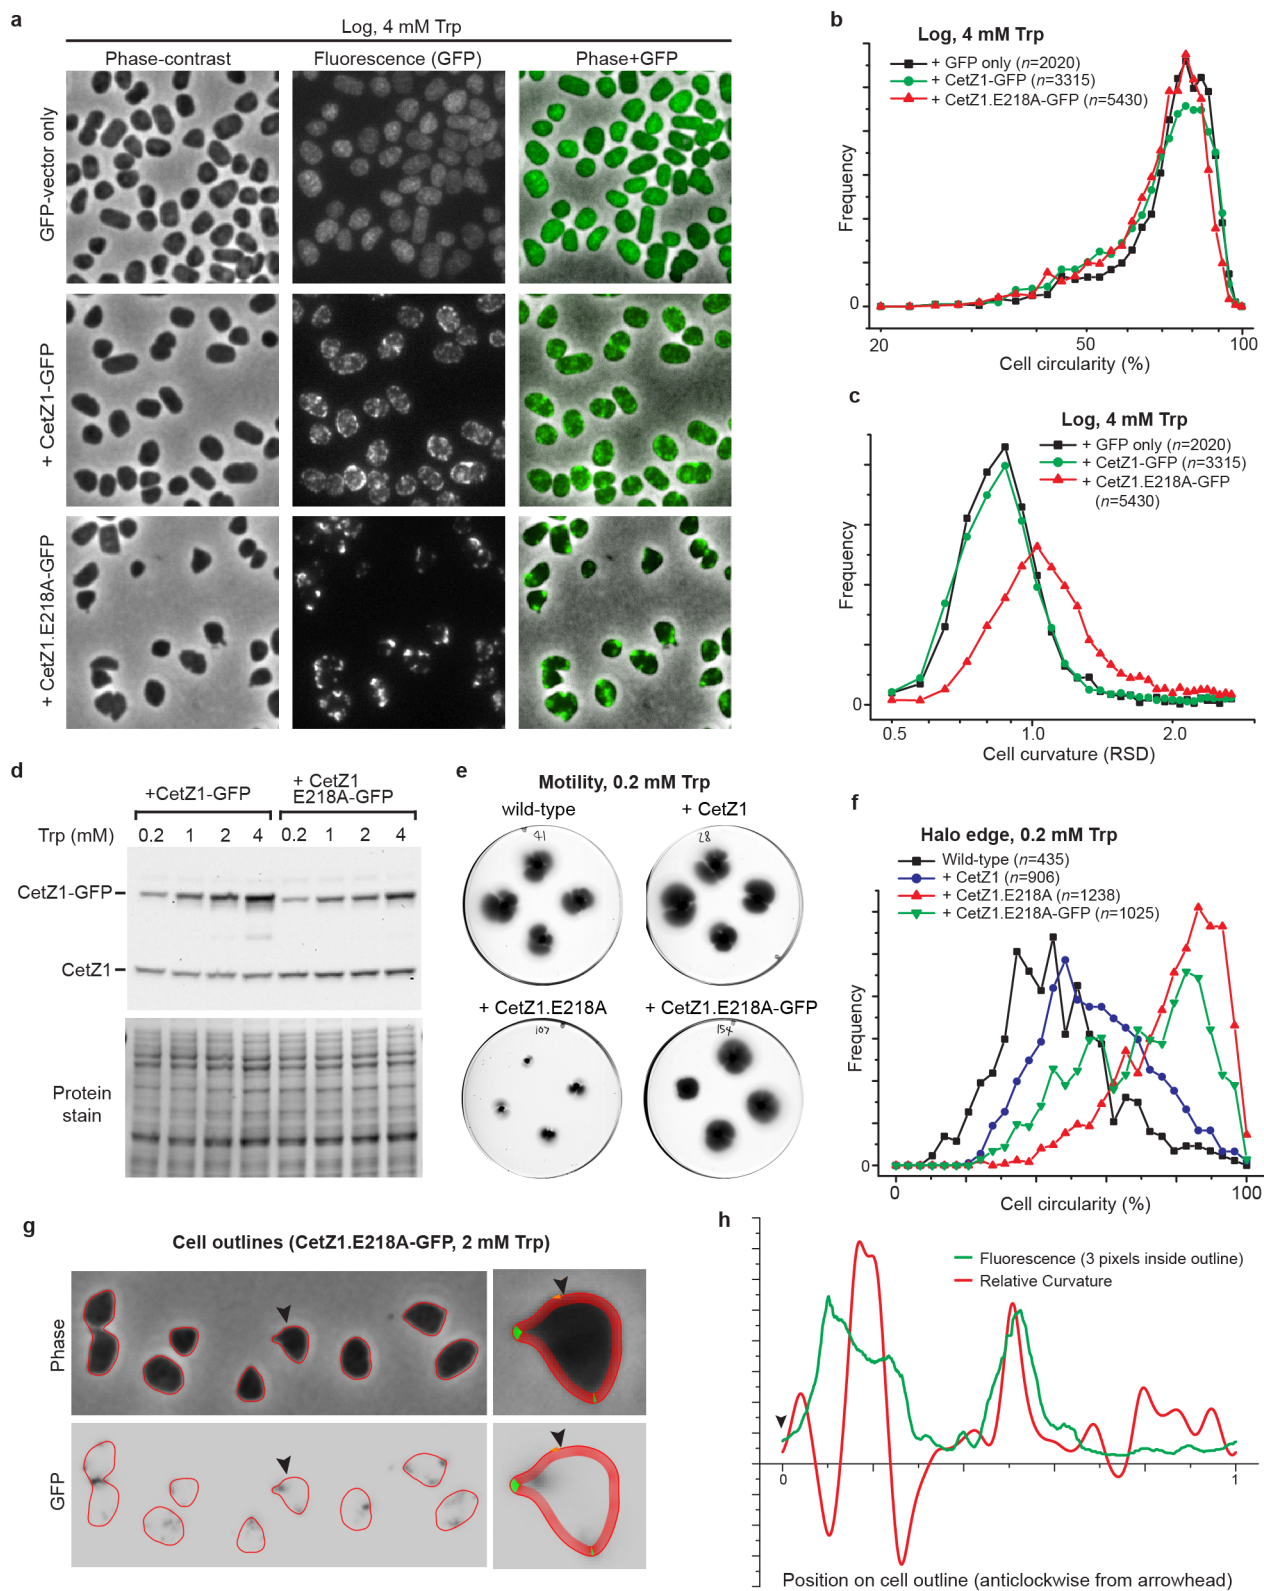 a
Log, 4 mM Trp
Phase-contrast
Fluorescence (GFP)
Phase+GFP
GFP-vector only
+ CetZ1-GFP
+ CetZ1.E218A-GFP
b
Log, 4 mM Trp
+ GFP only (n=2020)
+ CetZ1-GFP (n=3315)
+ CetZ1.E218A-GFP (n=5430)
Frequency
0
20
50
100
Cell circularity (%)
c
Log, 4 mM Trp
+ GFP only (n=2020)
+ CetZ1-GFP (n=3315)
+ CetZ1.E218A-GFP
(n=5430)
Frequency
0
0.5
1.0
2.0
Cell curvature (RSD)
d
+CetZ1-GFP
+ CetZ1
E218A-GFP
Trp (mM)
0.2
1
2
4
0.2
1
2
4
CetZ1-GFP
CetZ1
Protein
stain
e
Motility, 0.2 mM Trp
wild-type
+ CetZ1
41
28
+ CetZ1.E218A
+ CetZ1.E218A-GFP
107
154
f
Halo edge, 0.2 mM Trp
Wild-type (n=435)
+ CetZ1 (n=906)
+ CetZ1.E218A (n=1238)
+ CetZ1.E218A-GFP (n=1025)
Frequency
0
0
100
Cell circularity (%)
g
Cell outlines (CetZ1.E218A-GFP, 2 mM Trp)
Phase
GFP
h
Fluorescence (3 pixels inside outline)
Relative Curvature
0
1
Position on cell outline (anticlockwise from arrowhead)